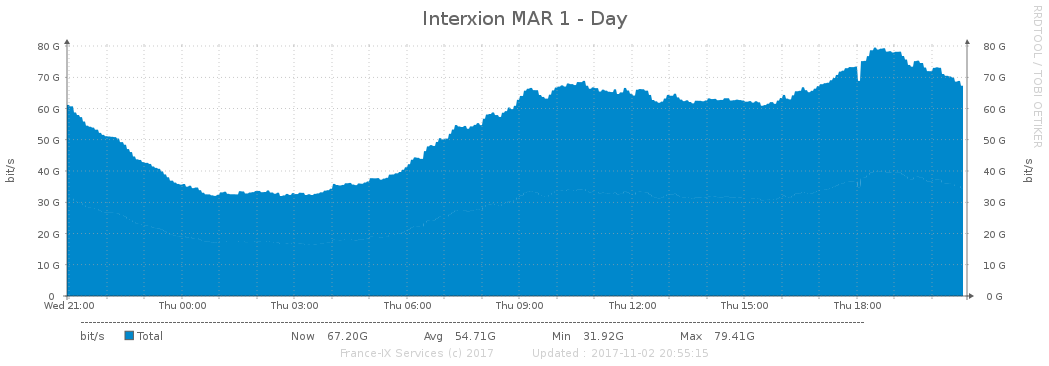 Interxion MAR 1 - Day
RRDTOOL / TOBI OETIKER
bit/s
80 G 80 G
70 G 70 G
60 G 60 G
50 G 50 G
40 G 40 G
30 G 30 G
20 G 20 G
10 G 10 G
0 0 G
bit/s
Wed 21:00 Thu 00:00 Thu 03:00 Thu 06:00 Thu 09:00 Thu 12:00 Thu 15:00 Thu 18:00
bit/s Total Now 67.20G Avg 54.71G Min 31.92G Max 79.41G
France-IX Services (c) 2017 Updated : 2017-11-02 20:55:15